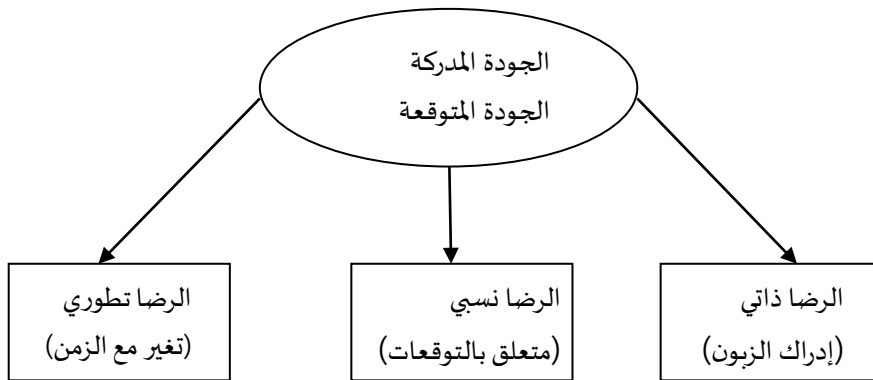 الجودة المدركة
الجودة المتوقعة
الرضا ذاتي
(إدراك الزبون)
الرضا نسبي
(متعلق بالتوقعات)
الرضا تطوري
(تغير مع الزمن)